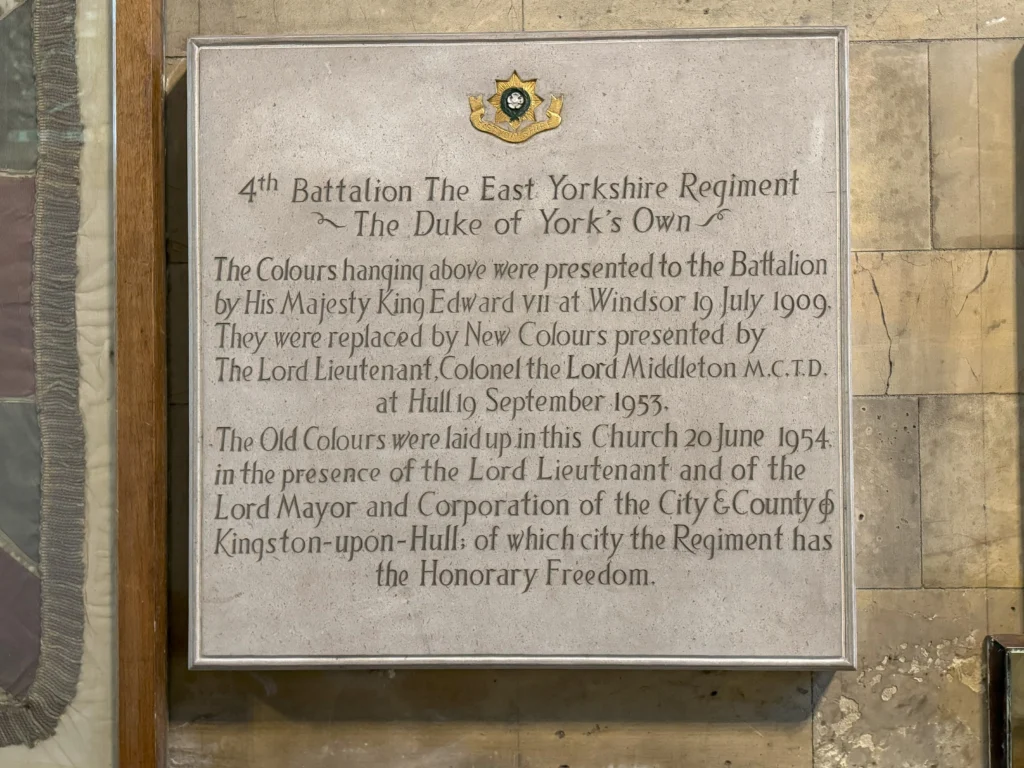 4th Battalion The East Yorkshire Regiment
The Duke of York's Own
The Colours hanging above were presented to the Battalion
by His Majesty King Edward VII at Windsor 19 July 1909.
They were replaced by New Colours presented by
The Lord Lieutenant, Colonel the Lord Middleton M.C.T.D.
at Hull 19 September 1953.
The Old Colours were laid up in this Church 20 June 1954.
in the presence of the Lord Lieutenant and of the
Lord Mayor and Corporation of the City & County of
Kingston-upon-Hull; of which city the Regiment has
the Honorary Freedom.